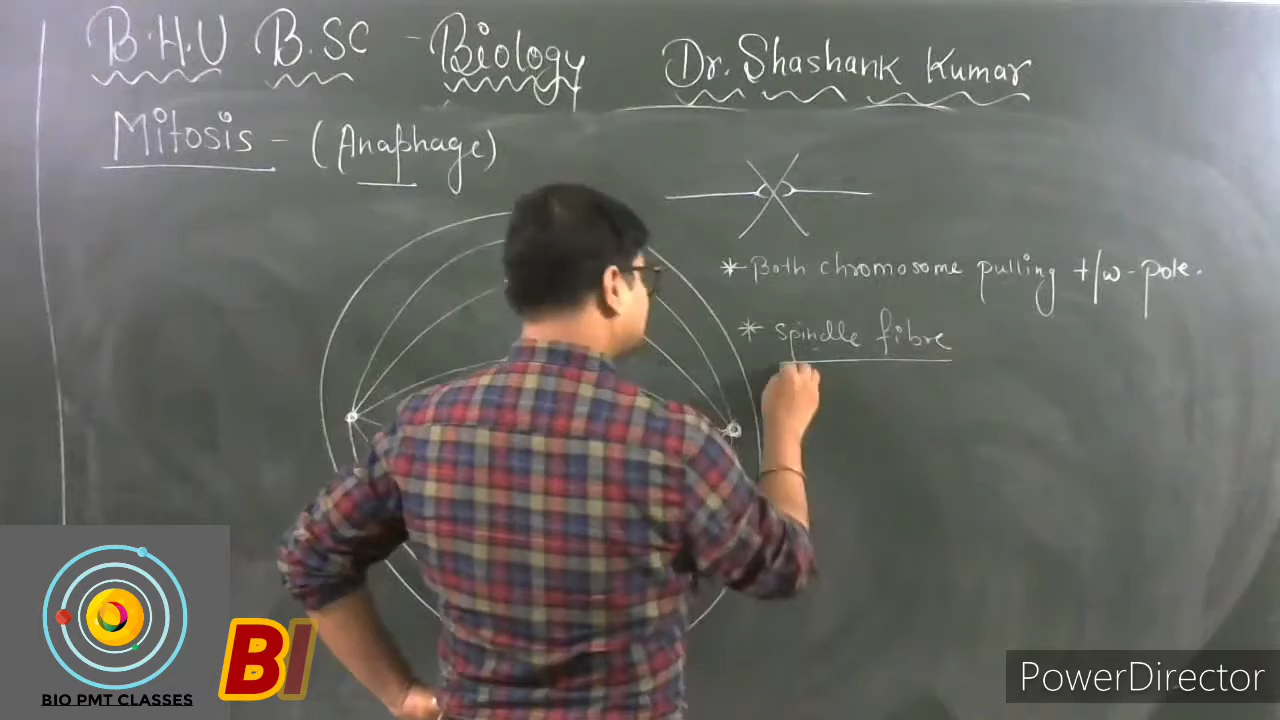 B.H.U B.SC - Biology Dr. Shashank Kumar
Mitosis - (Anaphage)
* Both chromosome pulling t/w - pole.
* spindle fibre
BIO PMT CLASSES
BI
PowerDirector